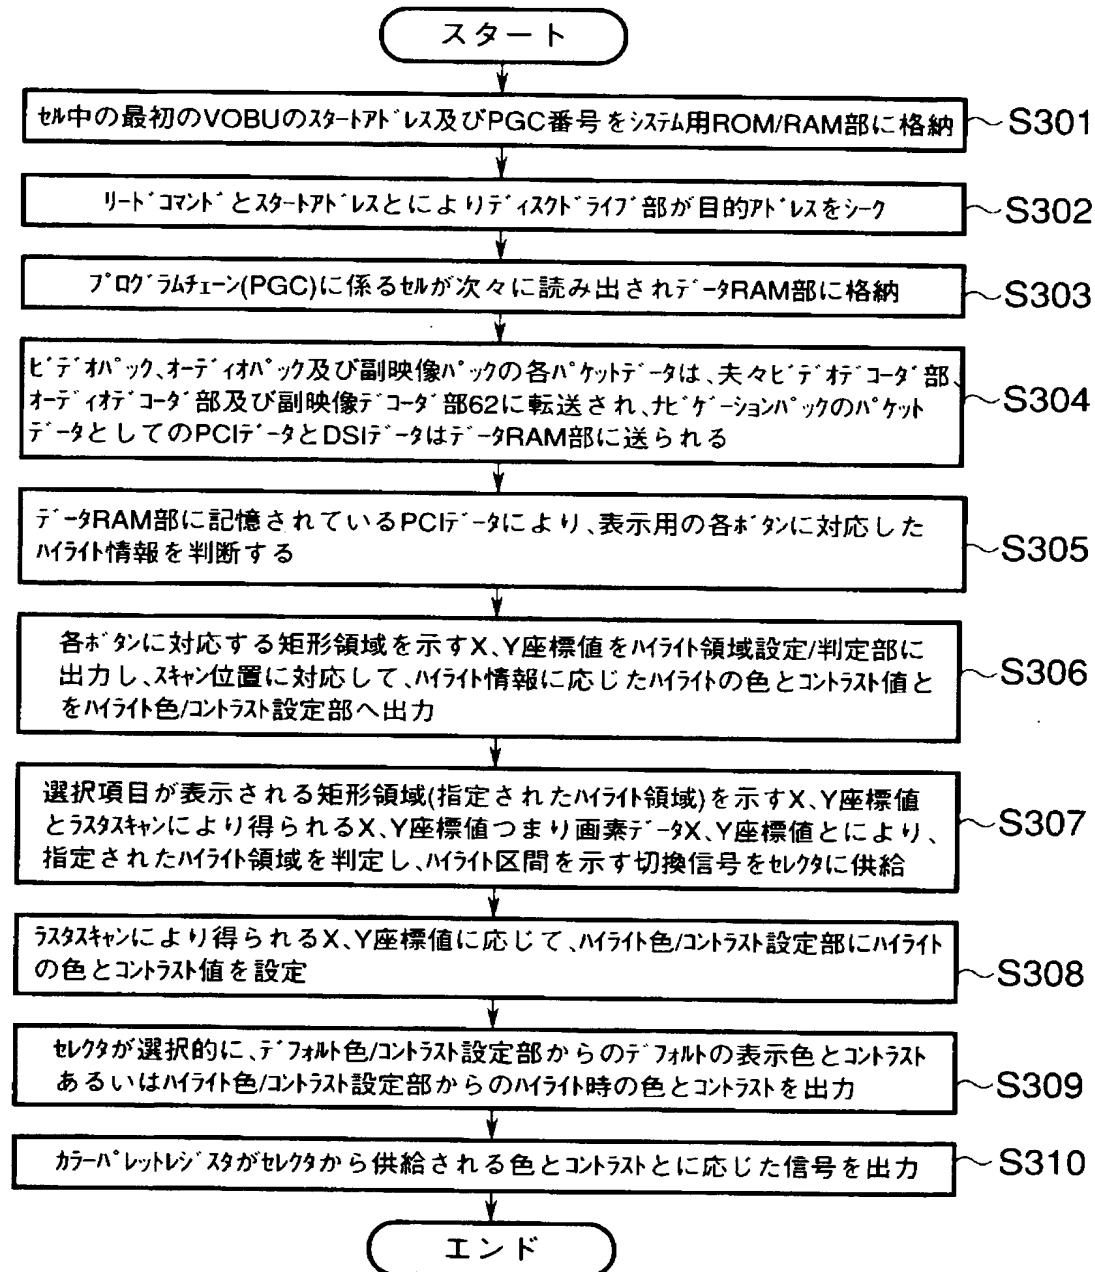 スタート
セル中の最初のVOBUのスタートアドレス及びPGC番号をシステム用ROM/RAM部に格納
S301
リードコマンドとスタートアドレスとによりディスクドライブ部が目的アドレスをシーク
S302
プログラムチェーン(PGC)に係るセルが次々に読み出されデータRAM部に格納
S303
ビデオパック、オーディオパック及び副映像パックの各パケットデータは、夫々ビデオデコーダ部、
オーディオデコーダ部及び副映像デコーダ部62に転送され、ナビゲーションパックのパケット
データとしてのPCIデータとDSIデータはデータRAM部に送られる
S304
データRAM部に記憶されているPCIデータにより、表示用の各ボタンに対応した
ハイライト情報を判断する
S305
各ボタンに対応する矩形領域を示すX、Y座標値をハイライト領域設定/判定部に
出力し、スキャン位置に対応して、ハイライト情報に応じたハイライトの色とコントラスト値と
をハイライト色/コントラスト設定部へ出力
S306
選択項目が表示される矩形領域(指定されたハイライト領域)を示すX、Y座標値
とラスタスキャンにより得られるX、Y座標値つまり画素データX、Y座標値とにより、
指定されたハイライト領域を判定し、ハイライト区間を示す切換信号をセレクタに供給
S307
ラスタスキャンにより得られるX、Y座標値に応じて、ハイライト色/コントラスト設定部にハイライト
の色とコントラスト値を設定
S308
セレクタが選択的に、デフォルト色/コントラスト設定部からのデフォルトの表示色とコントラスト
あるいはハイライト色/コントラスト設定部からのハイライト時の色とコントラストを出力
S309
カラーパレットレジスタがセレクタから供給される色とコントラストとに応じた信号を出力
S310
エンド